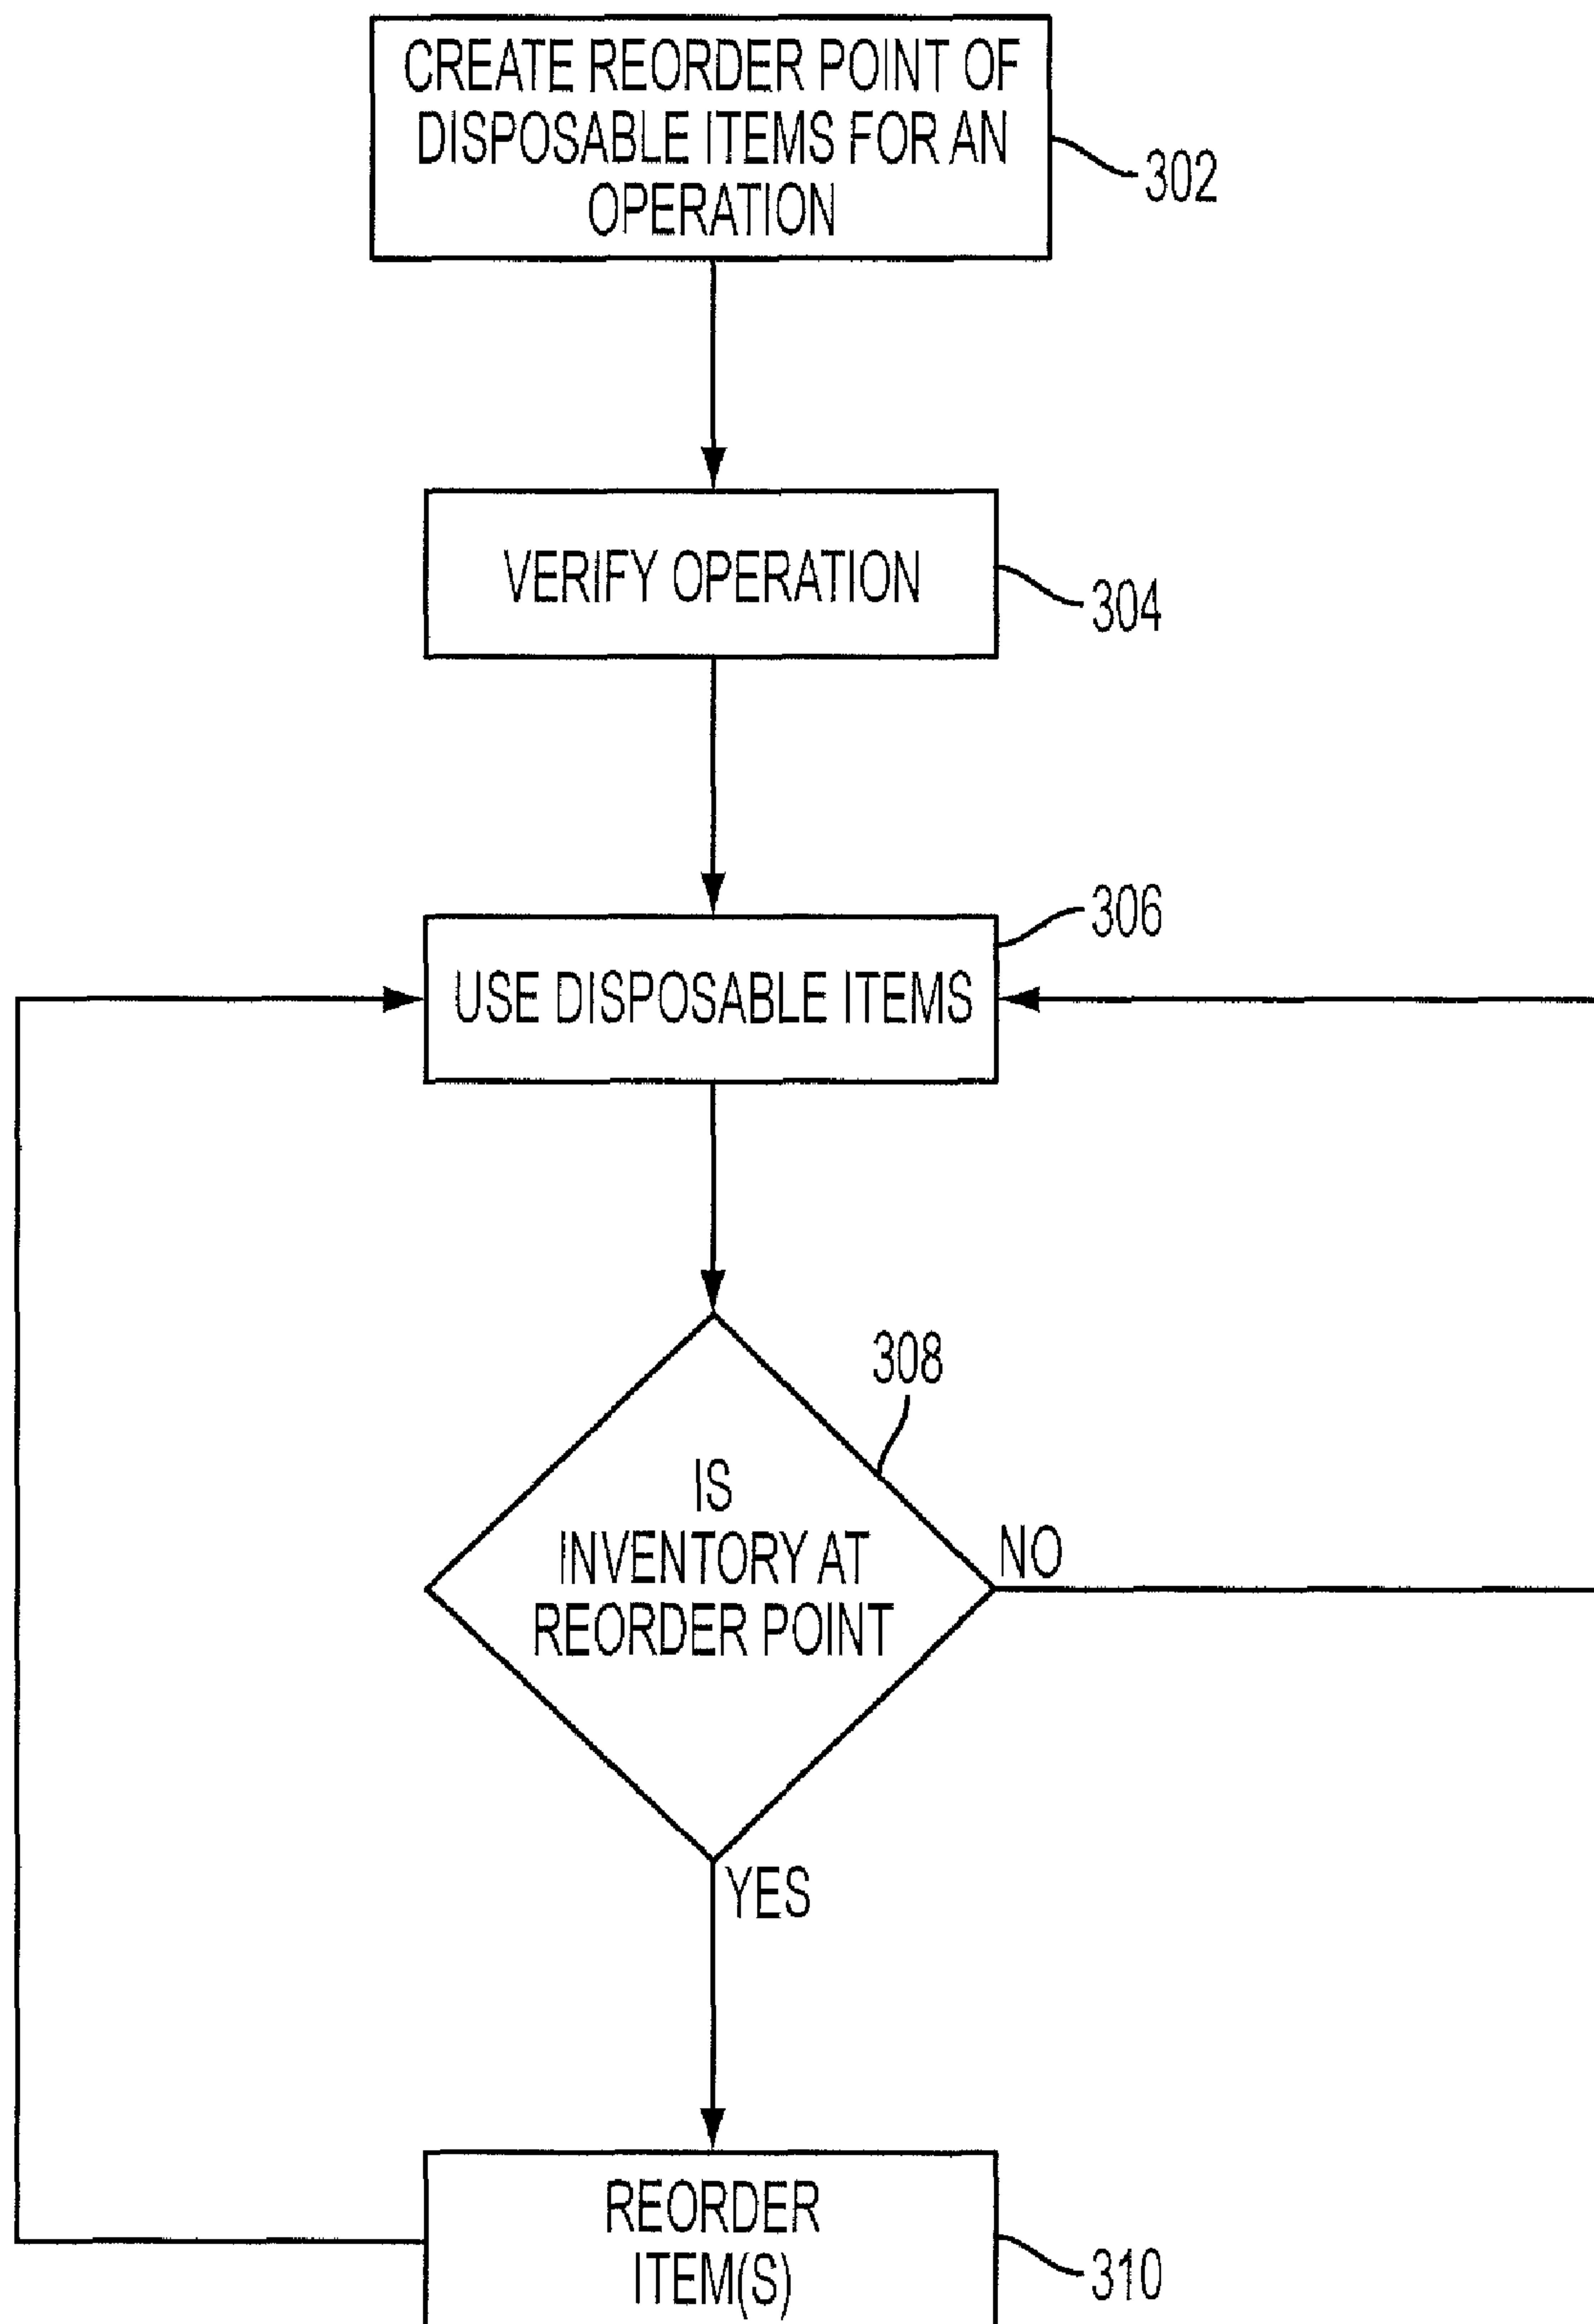 CREATE REORDER POINT OF
DISPOSABLE ITEMS FOR AN
OPERATION
302
VERIFY OPERATION
304
306
USE DISPOSABLE ITEMS
308
IS
INVENTORY AT
REORDER POINT
NO
YES
REORDER
ITEM(S)
310